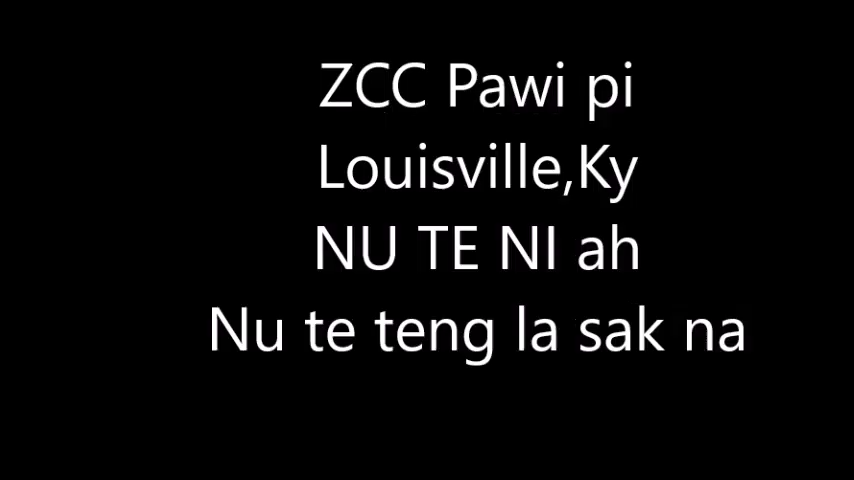 ZCC Pawi pi
Louisville,Ky
NU TE NI ah
Nu te teng la sak na